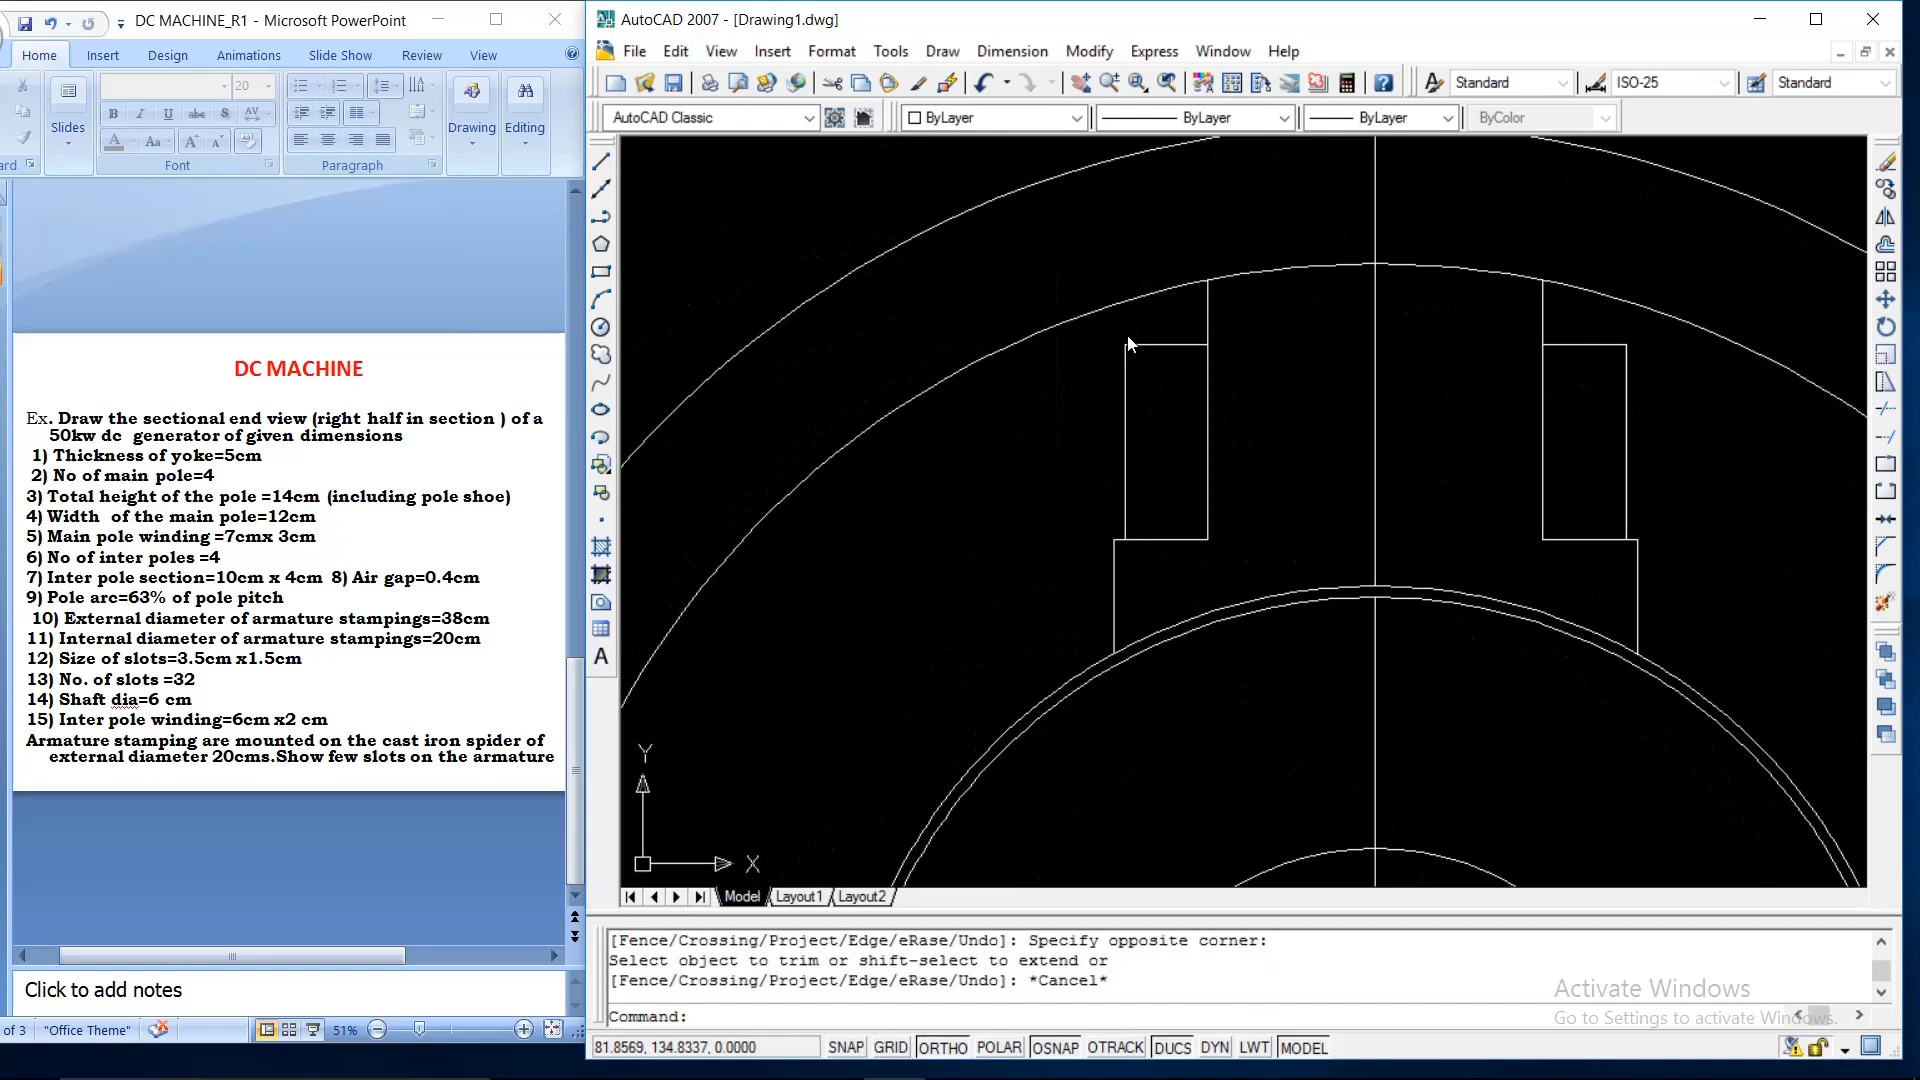 DC MACHINE_R1 - Microsoft PowerPoint
Home Insert Design Animations Slide Show Review View
20
Slides Drawing Editing
B I U abc S AV
A Aa A A
Font Paragraph
DC MACHINE
Ex. Draw the sectional end view (right half in section ) of a
50kw dc generator of given dimensions
1) Thickness of yoke=5cm
2) No of main pole=4
3) Total height of the pole =14cm (including pole shoe)
4) Width of the main pole=12cm
5) Main pole winding =7cmx 3cm
6) No of inter poles =4
7) Inter pole section=10cm x 4cm 8) Air gap=0.4cm
9) Pole arc=63% of pole pitch
10) External diameter of armature stampings=38cm
11) Internal diameter of armature stampings=20cm
12) Size of slots=3.5cm x1.5cm
13) No. of slots =32
14) Shaft dia=6 cm
15) Inter pole winding=6cm x2 cm
Armature stamping are mounted on the cast iron spider of
external diameter 20cms.Show few slots on the armature
Click to add notes
of 3 "Office Theme" 51%
AutoCAD 2007 - [Drawing1.dwg]
File Edit View Insert Format Tools Draw Dimension Modify Express Window Help
Standard ISO-25 Standard
AutoCAD Classic ByLayer ByLayer ByLayer ByColor
A
Y
X
Model Layout1 Layout2
[Fence/Crossing/Project/Edge/eRase/Undo]: Specify opposite corner:
Select object to trim or shift-select to extend or
[Fence/Crossing/Project/Edge/eRase/Undo]: *Cancel*
Command:
Activate Windows
Go to Settings to activate Windows.
81.8569, 134.8337, 0.0000 SNAP GRID ORTHO POLAR OSNAP OTRACK DUCS DYN LWT MODEL